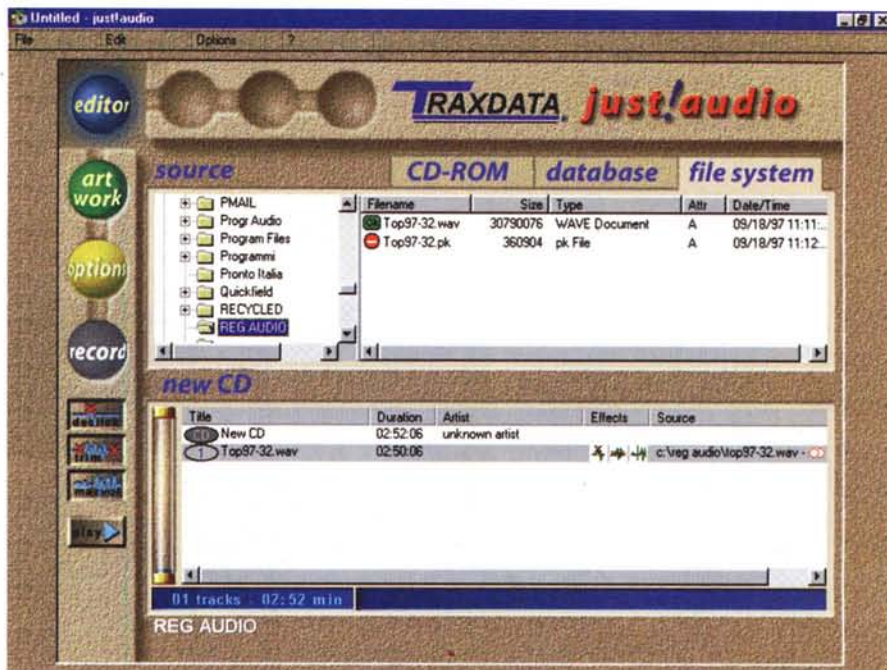 Untitled - just!audio
File Edit Options ?
editor
TRAXDATA. just!audio
art work
source CD-ROM database file system
options
PMAIL
Progr Audio
Program Files
Programmi
Pronto Italia
Quickfield
RECYCLED
REG AUDIO
Filename Size Type Attr Date/Time
Top97-32.wav 30790076 WAVE Document A 09/18/97 11:11:...
Top97-32.pk 360904 pk File A 09/18/97 11:12...
record
new CD
declick
trim
play
Title Duration Artist Effects Source
CD New CD 02:52:06 unknown artist
1 Top97-32.wav 02:50:06 c:\reg audio\top97-32.wav -
01 tracks - 02:52 min
REG AUDIO